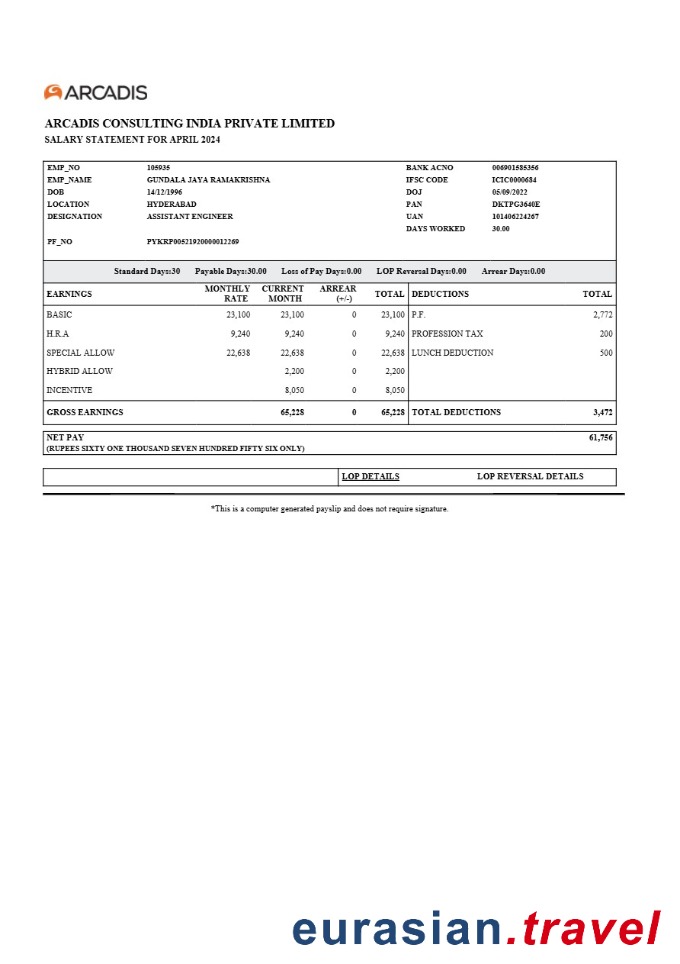 ARCADIS
ARCADIS CONSULTING INDIA PRIVATE LIMITED
SALARY STATEMENT FOR APRIL 2024
EMP_NO 105935 BANK ACNO 006901585356
EMP_NAME GUNDALA JAYA RAMAKRISHNA IFSC CODE ICIC0000684
DOB 14/12/1996 DOJ 05/09/2022
LOCATION HYDERABAD PAN DKTPG3640E
DESIGNATION ASSISTANT ENGINEER UAN 101406224267
DAYS WORKED 30.00
PF_NO PYKRP00521920000012269
Standard Days:30 Payable Days:30.00 Loss of Pay Days:0.00 LOP Reversal Days:0.00 Arrear Days:0.00
EARNINGS MONTHLY RATE CURRENT MONTH ARREAR (+/-) TOTAL DEDUCTIONS TOTAL
BASIC 23,100 23,100 0 23,100 P.F. 2,772
H.R.A 9,240 9,240 0 9,240 PROFESSION TAX 200
SPECIAL ALLOW 22,638 22,638 0 22,638 LUNCH DEDUCTION 500
HYBRID ALLOW 2,200 0 2,200
INCENTIVE 8,050 0 8,050
GROSS EARNINGS 65,228 0 65,228 TOTAL DEDUCTIONS 3,472
NET PAY 61,756
(RUPEES SIXTY ONE THOUSAND SEVEN HUNDRED FIFTY SIX ONLY)
LOP DETAILS LOP REVERSAL DETAILS
*This is a computer generated payslip and does not require signature.
eurasian.travel